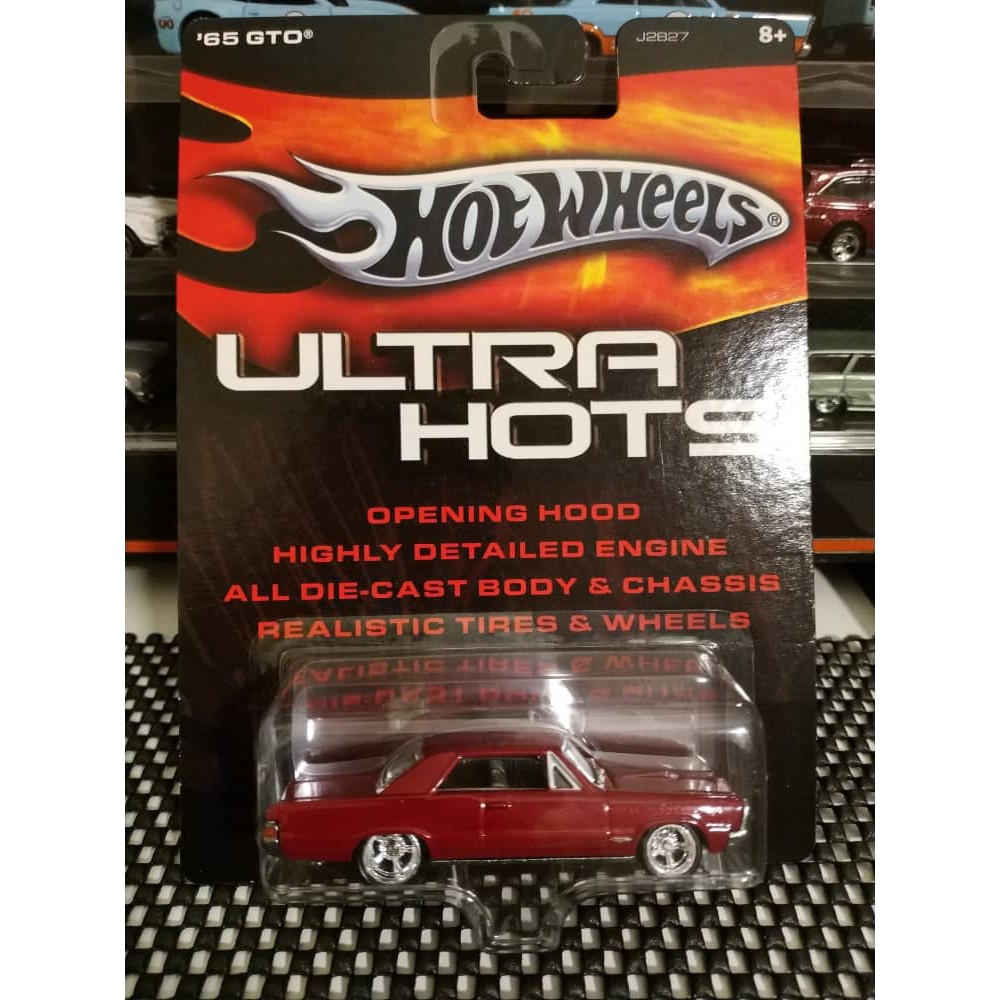 '65 GTO®
J2827
8+
HOT WHEELS®
ULTRA
HOTS
OPENING HOOD
HIGHLY DETAILED ENGINE
ALL DIE-CAST BODY & CHASSIS
REALISTIC TIRES & WHEELS